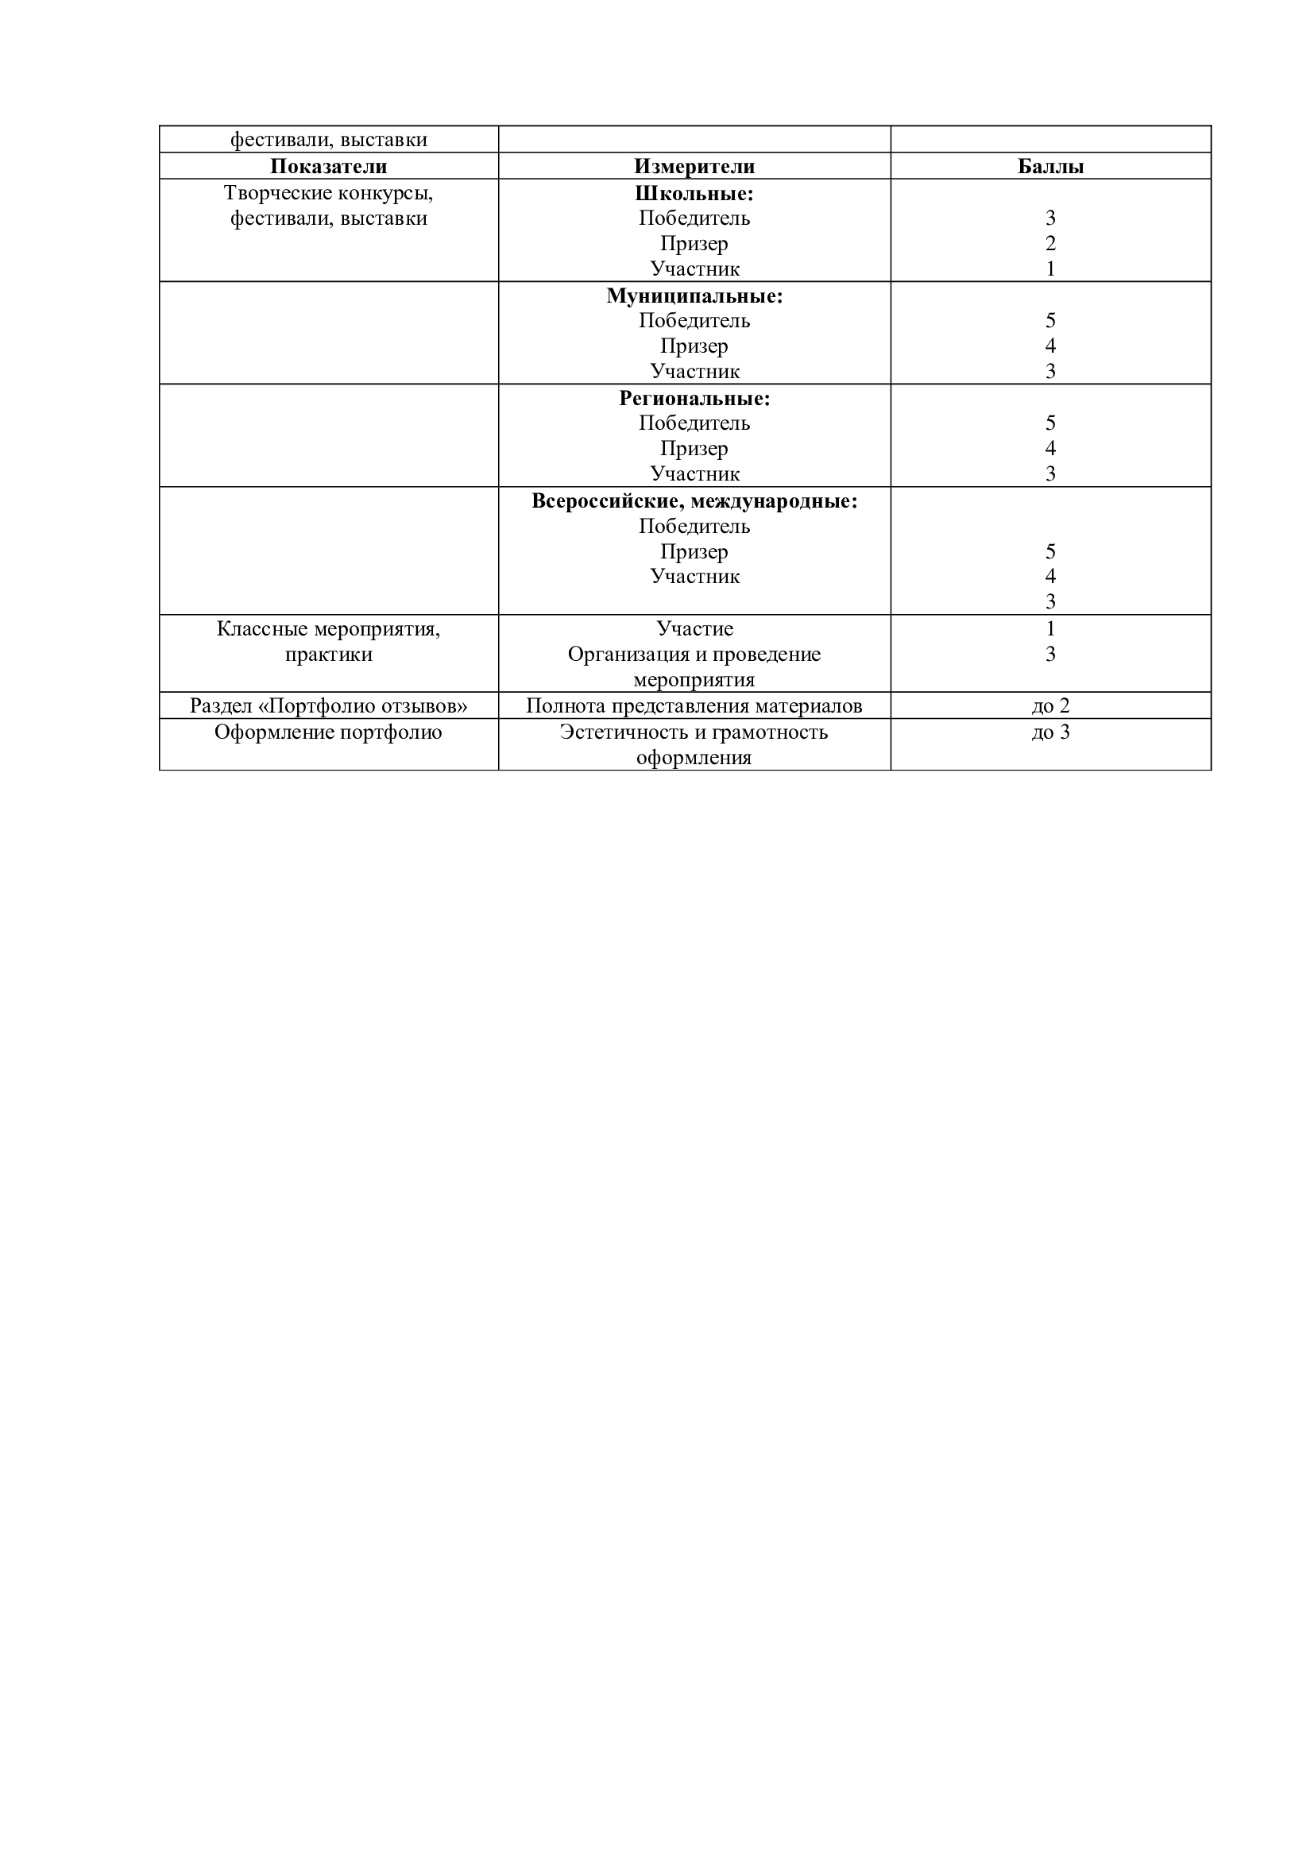 фестивали, выставки
Показатели Измерители Баллы
Творческие конкурсы, Школьные:
фестивали, выставки Победитель 3
Призер 2
Участник 1
Муниципальные:
Победитель 5
Призер 4
Участник 3
Региональные:
Победитель 5
Призер 4
Участник 3
Всероссийские, международные:
Победитель
Призер 5
Участник 4
3
Классные мероприятия, Участие 1
практики Организация и проведение 3
мероприятия
Раздел «Портфолио отзывов» Полнота представления материалов до 2
Оформление портфолио Эстетичность и грамотность до 3
оформления